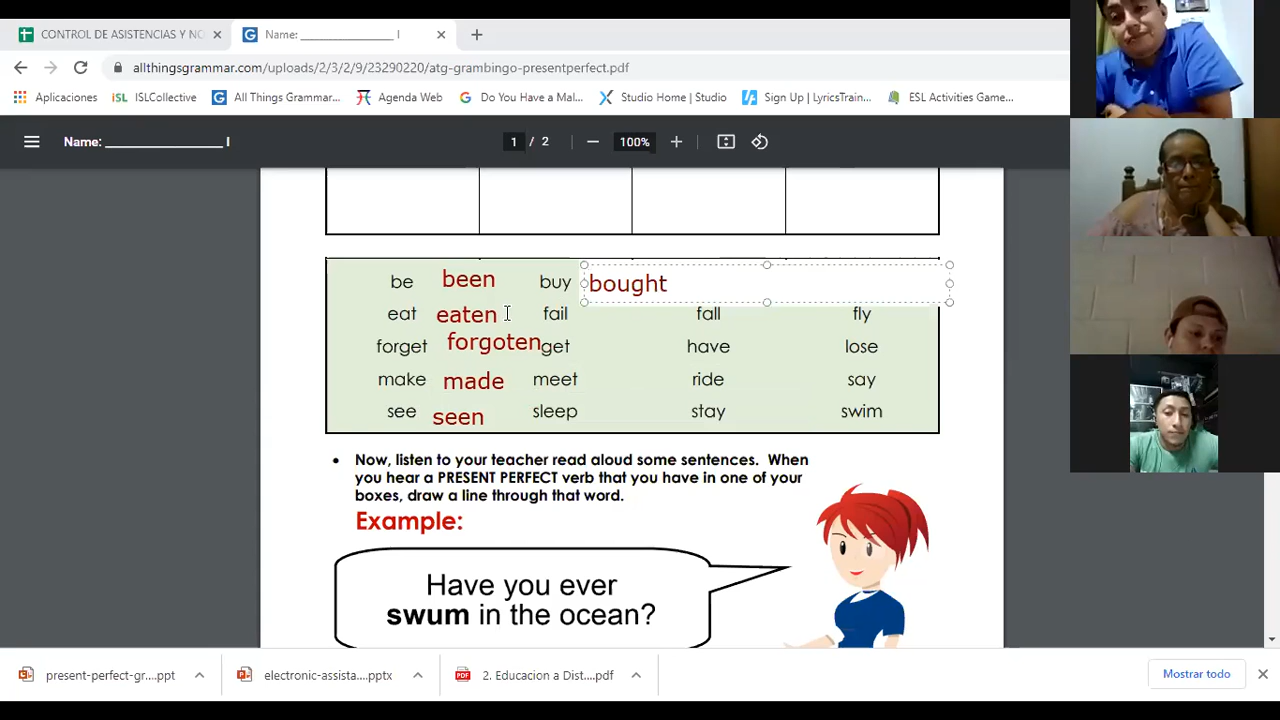 CONTROL DE ASISTENCIAS Y NO
Name: __________________ I
allthingsgrammar.com/uploads/2/3/2/9/23290220/atg-grambingo-presentperfect.pdf
Aplicaciones iSL ISLCollective All Things Grammar... Agenda Web Do You Have a Mal... Studio Home | Studio Sign Up | LyricsTrain... ESL Activities Game...
Name: __________________ I 1 / 2 100%
be been buy bought
eat eaten fail fall fly
forget forgoten get have lose
make made meet ride say
see seen sleep stay swim
• Now, listen to your teacher read aloud some sentences. When
you hear a PRESENT PERFECT verb that you have in one of your
boxes, draw a line through that word.
Example:
Have you ever
swum in the ocean?
present-perfect-gr....ppt electronic-assista....pptx PDF 2. Educacion a Dist....pdf Mostrar todo